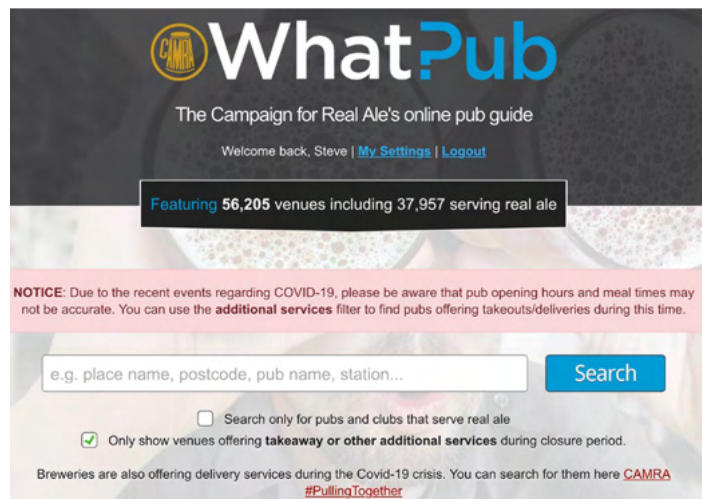 CAMRA
WhatPub
The Campaign for Real Ale's online pub guide
Welcome back, Steve | My Settings | Logout
Featuring 56,205 venues including 37,957 serving real ale
NOTICE: Due to the recent events regarding COVID-19, please be aware that pub opening hours and meal times may
not be accurate. You can use the additional services filter to find pubs offering takeouts/deliveries during this time.
e.g. place name, postcode, pub name, station...
Search
Search only for pubs and clubs that serve real ale
Only show venues offering takeaway or other additional services during closure period.
Breweries are also offering delivery services during the Covid-19 crisis. You can search for them here CAMRA
#PullingTogether